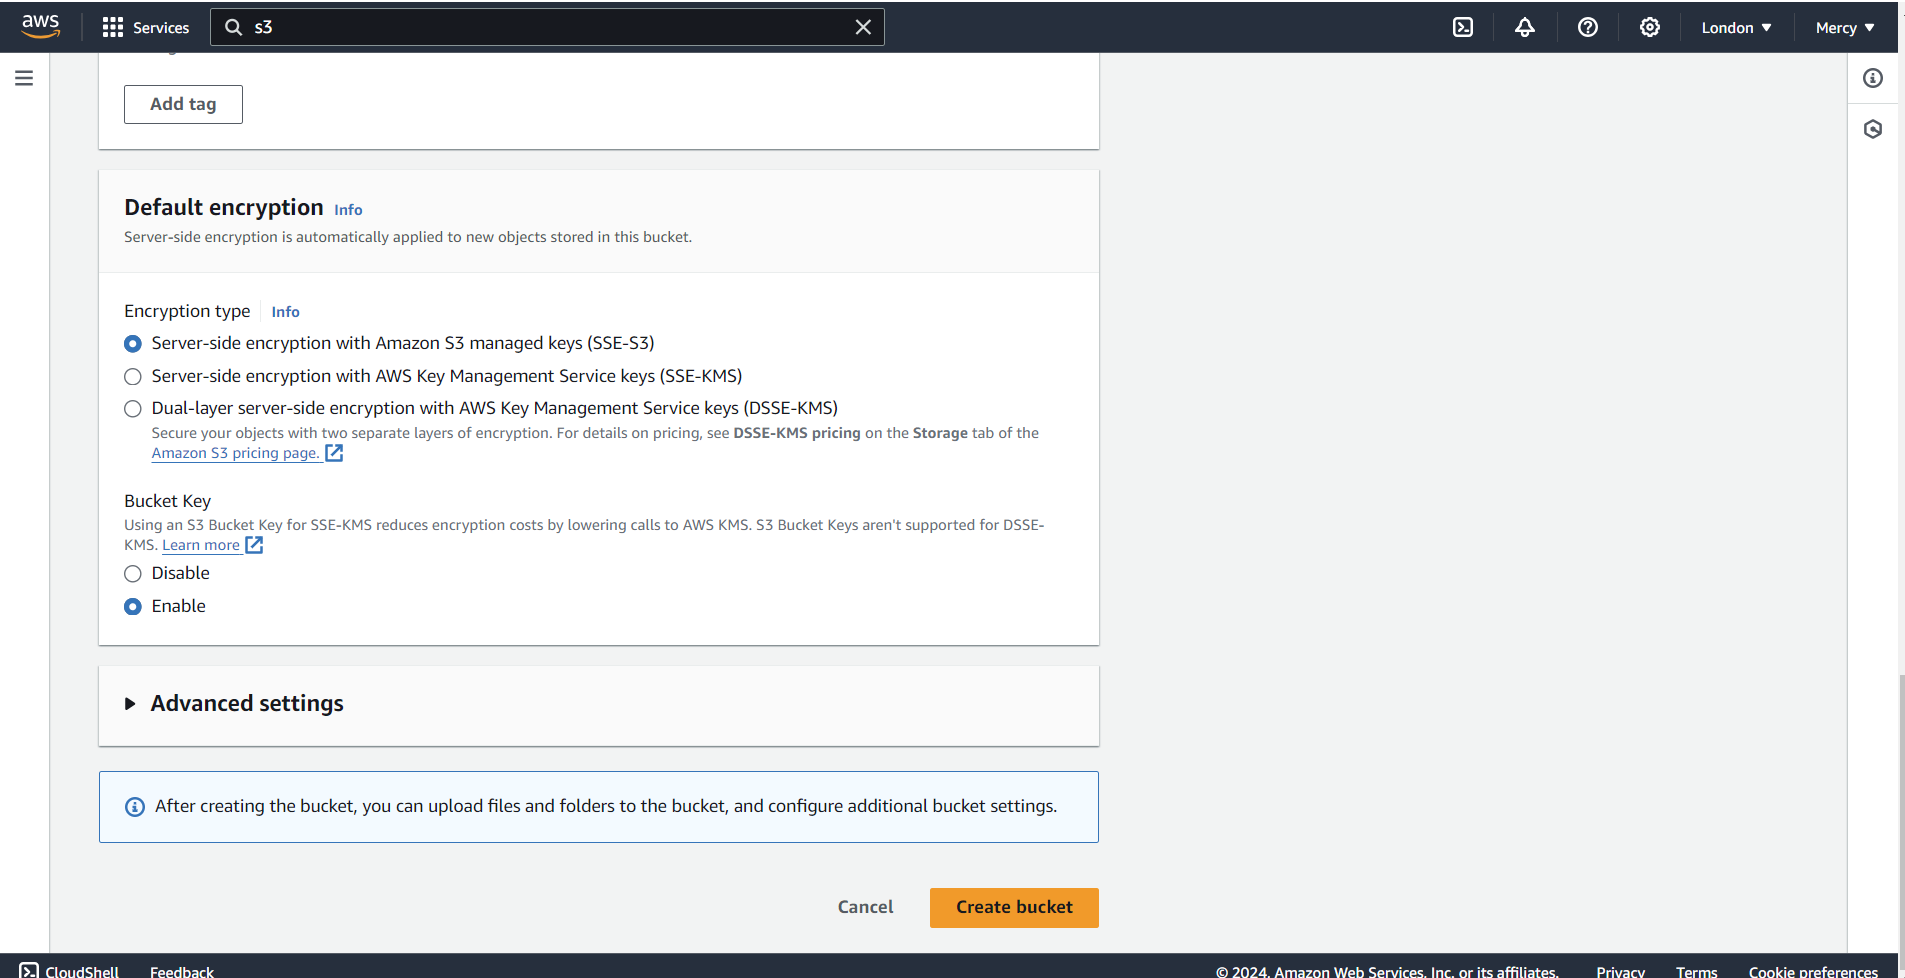 aws
Services
s3
London
Mercy
Add tag
Default encryption Info
Server-side encryption is automatically applied to new objects stored in this bucket.
Encryption type Info
Server-side encryption with Amazon S3 managed keys (SSE-S3)
Server-side encryption with AWS Key Management Service keys (SSE-KMS)
Dual-layer server-side encryption with AWS Key Management Service keys (DSSE-KMS)
Secure your objects with two separate layers of encryption. For details on pricing, see DSSE-KMS pricing on the Storage tab of the
Amazon S3 pricing page.
Bucket Key
Using an S3 Bucket Key for SSE-KMS reduces encryption costs by lowering calls to AWS KMS. S3 Bucket Keys aren't supported for DSSE-
KMS. Learn more
Disable
Enable
Advanced settings
After creating the bucket, you can upload files and folders to the bucket, and configure additional bucket settings.
Cancel
Create bucket
CloudShell
Feedback
© 2024, Amazon Web Services, Inc. or its affiliates.
Privacy
Terms
Cookie preferences